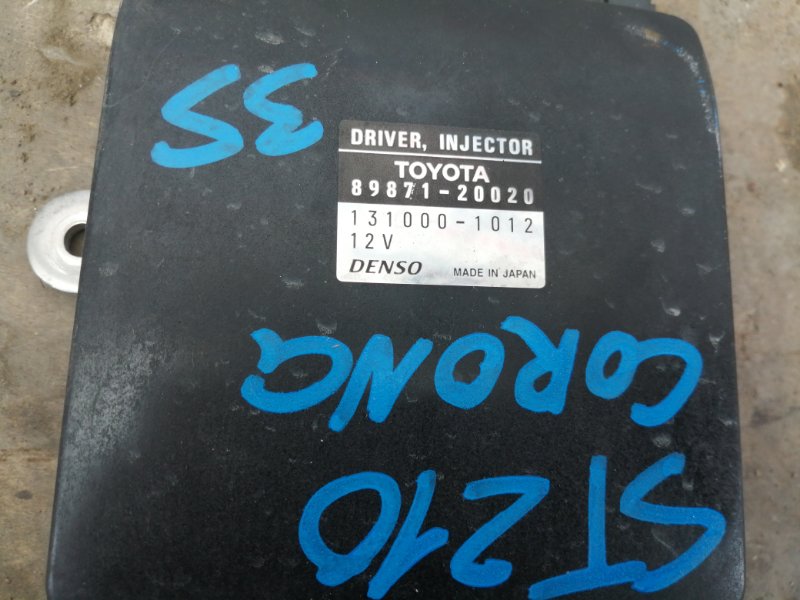 DRIVER, INJECTOR
TOYOTA
89871-20020
131000-1012
12V
DENSO MADE IN JAPAN
ST210
CORONA
3S